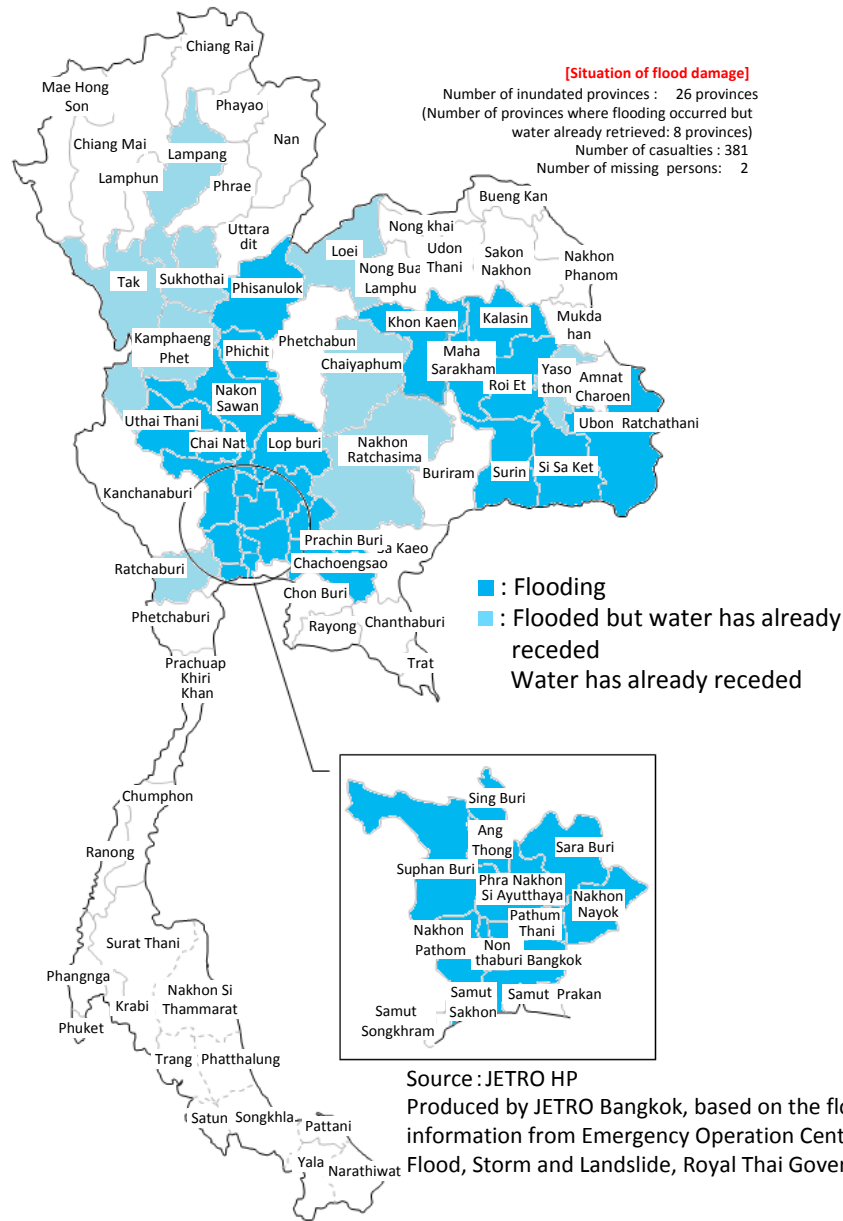 Chiang Rai
[Situation of flood damage]
Number of inundated provinces : 26 provinces
(Number of provinces where flooding occurred but
water already retrieved: 8 provinces)
Number of casualties : 381
Number of missing persons: 2
Mae Hong
Son
Phayao
Nan
Chiang Mai
Lampang
Lamphun
Phrae
Bueng Kan
Uttara
dit
Nong khai
Loei
Udon
Thani
Sakon
Nakhon
Nakhon
Phanom
Nong Bua
Lamphu
Tak
Sukhothai
Phisanulok
Khon Kaen
Kalasin
Mukda
han
Kamphaeng
Phet
Phichit
Phetchabun
Chaiyaphum
Maha
Sarakham
Roi Et
Yaso
thon
Amnat
Charoen
Nakon
Sawan
Uthai Thani
Chai Nat
Lop buri
Nakhon
Ratchasima
Ubon Ratchathani
Buriram
Surin
Si Sa Ket
Kanchanaburi
Prachin Buri
Sa Kaeo
Chachoengsao
Ratchaburi
Chon Buri
Phetchaburi
Rayong
Chanthaburi
Trat
Prachuap
Khiri
Khan
: Flooding
: Flooded but water has already
receded
Water has already receded
Chumphon
Ranong
Surat Thani
Phangnga
Krabi
Nakhon Si
Thammarat
Phuket
Trang
Phatthalung
Satun
Songkhla
Pattani
Yala
Narathiwat
Sing Buri
Ang
Thong
Sara Buri
Suphan Buri
Phra Nakhon
Si Ayutthaya
Nakhon
Nayok
Pathum
Thani
Nakhon
Pathom
Non
thaburi
Bangkok
Samut
Sakhon
Samut Prakan
Samut
Songkhram
Source : JETRO HP
Produced by JETRO Bangkok, based on the flo
information from Emergency Operation Cent
Flood, Storm and Landslide, Royal Thai Gover